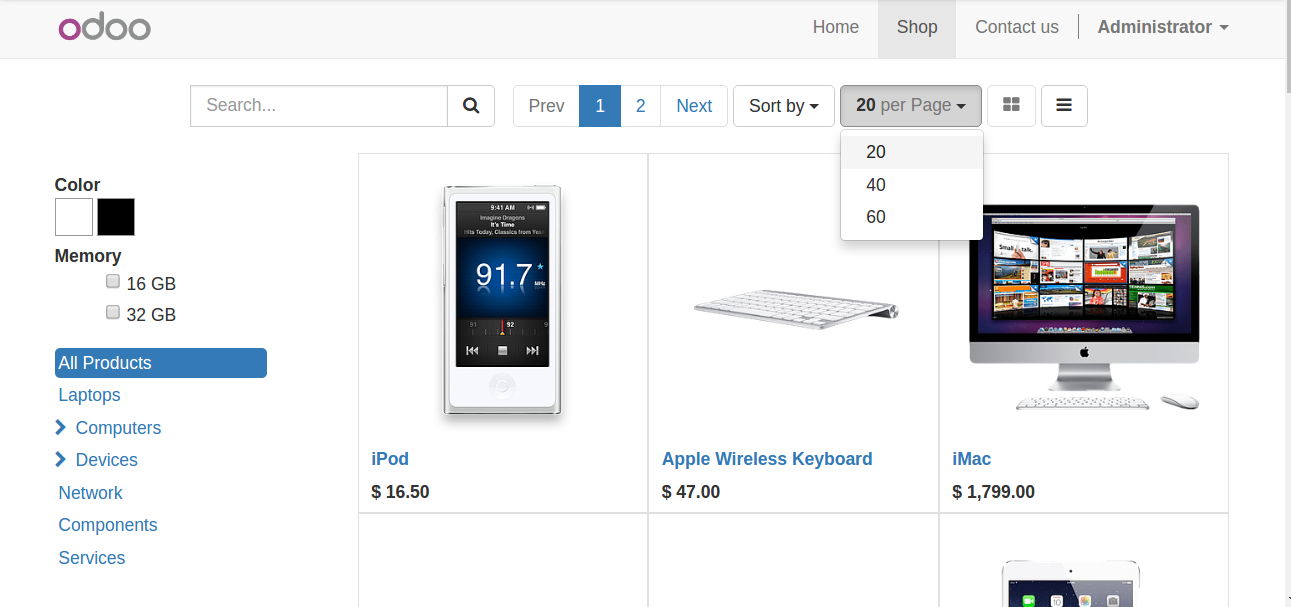 odoo
Home
Shop
Contact us
Administrator
Search...
Prev
1
2
Next
Sort by
20 per Page
20
40
60
Color
Memory
16 GB
32 GB
All Products
Laptops
Computers
Devices
Network
Components
Services
9:41 AM
Imagine Dragons
It's Time
Hits Today, Classics from Yes
91.7
MHz
91
92
9
iPod
$ 16.50
Apple Wireless Keyboard
$ 47.00
iMac
$ 1,799.00
10